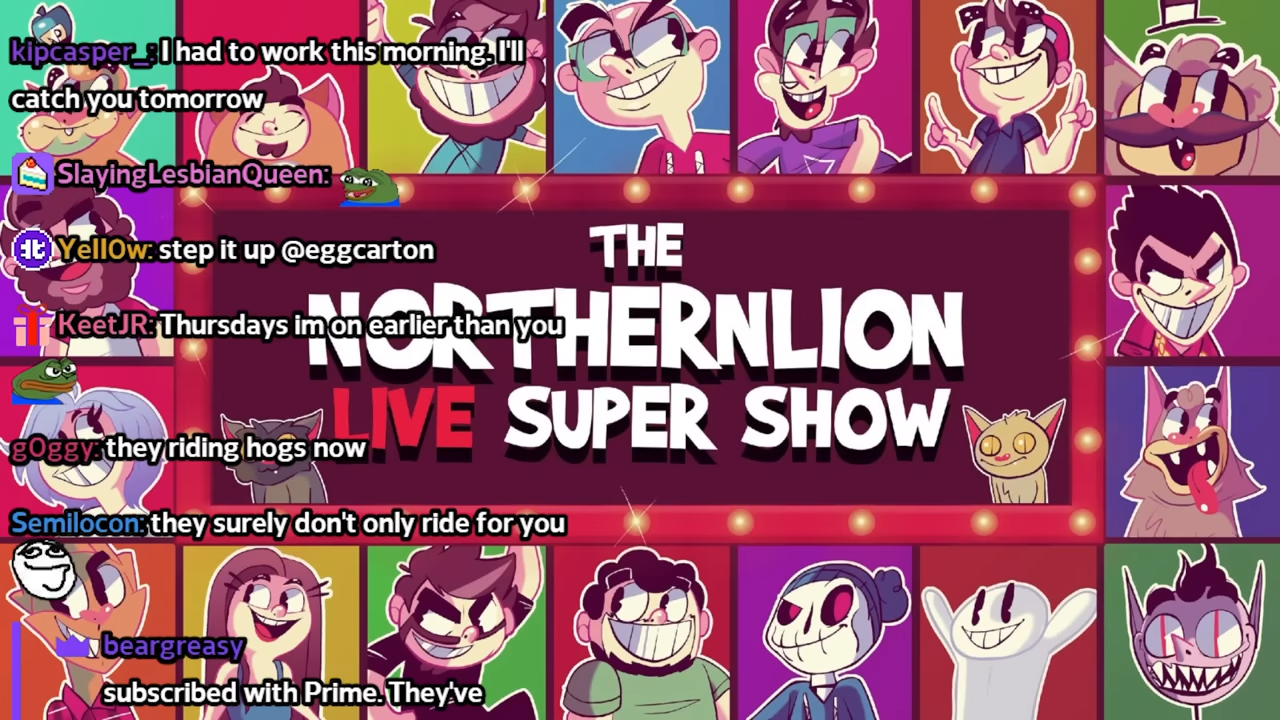 kipcasper_: I had to work this morning. I'll
catch you tomorrow
SlayingLesbianQueen:
Yell0w: step it up @eggcarton
KeetJR: Thursdays im on earlier than you
g0ggy: they riding hogs now
Semilocon: they surely don't only ride for you
beargreasy
subscribed with Prime. They've
THE
NORTHERNLION
LIVE SUPER SHOW